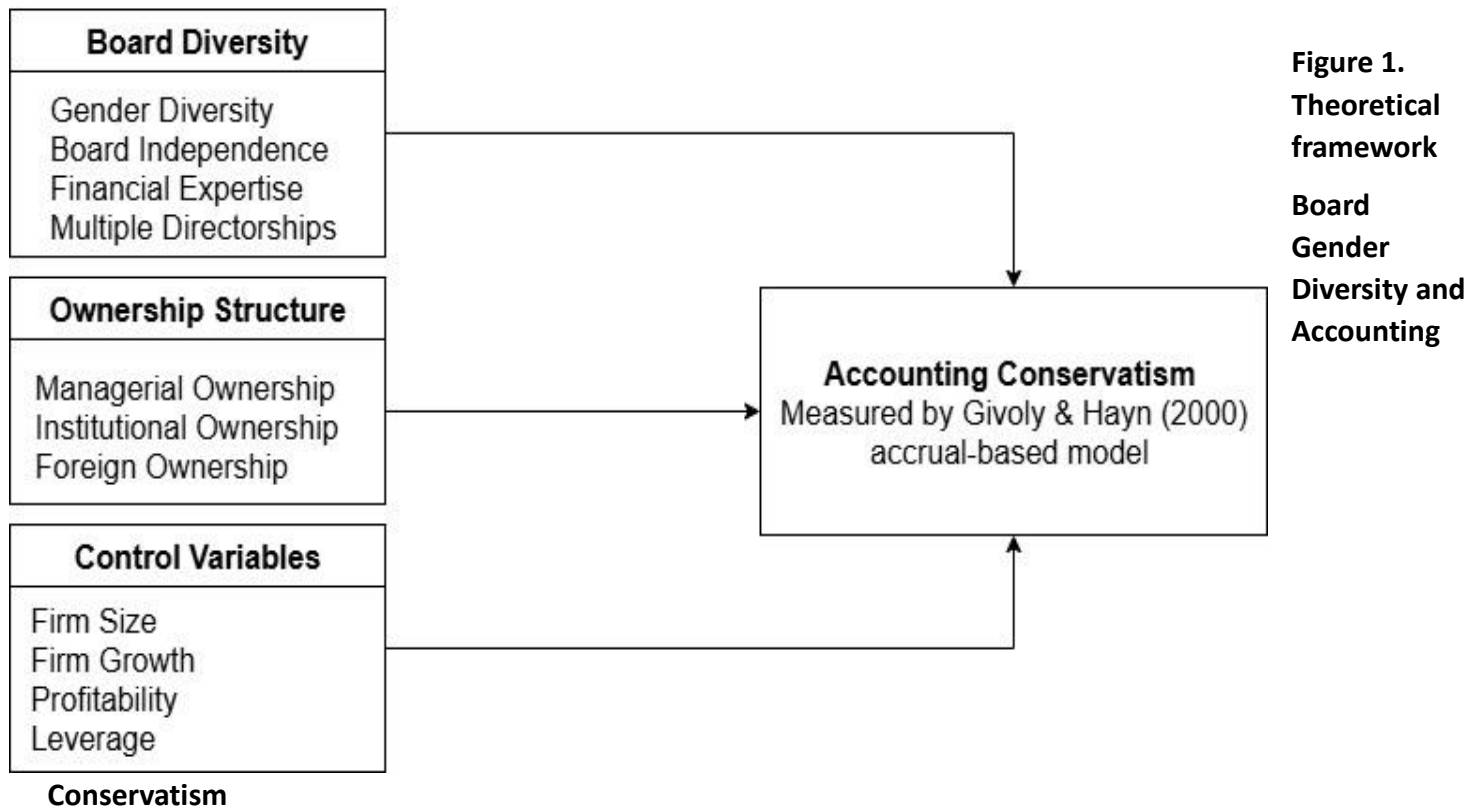 Board Diversity
Gender Diversity
Board Independence
Financial Expertise
Multiple Directorships
Ownership Structure
Managerial Ownership
Institutional Ownership
Foreign Ownership
Control Variables
Firm Size
Firm Growth
Profitability
Leverage
Accounting Conservatism
Measured by Givoly & Hayn (2000)
accrual-based model
Figure 1.
Theoretical
framework
Board
Gender
Diversity and
Accounting
Conservatism